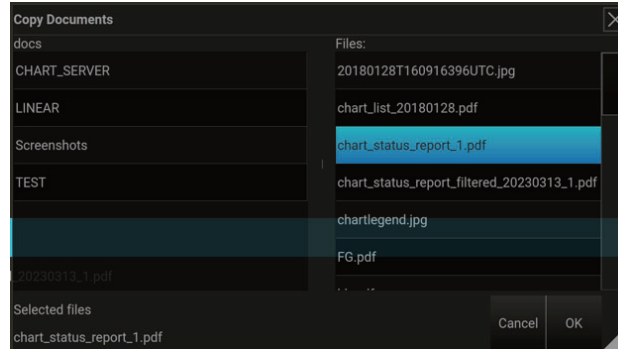 Copy Documents
docs
CHART_SERVER
LINEAR
Screenshots
TEST
_20230313_1.pdf
Files:
20180128T160916396UTC.jpg
chart_list_20180128.pdf
chart_status_report_1.pdf
chart_status_report_filtered_20230313_1.pdf
chartlegend.jpg
FG.pdf
Selected files
chart_status_report_1.pdf
Cancel
OK